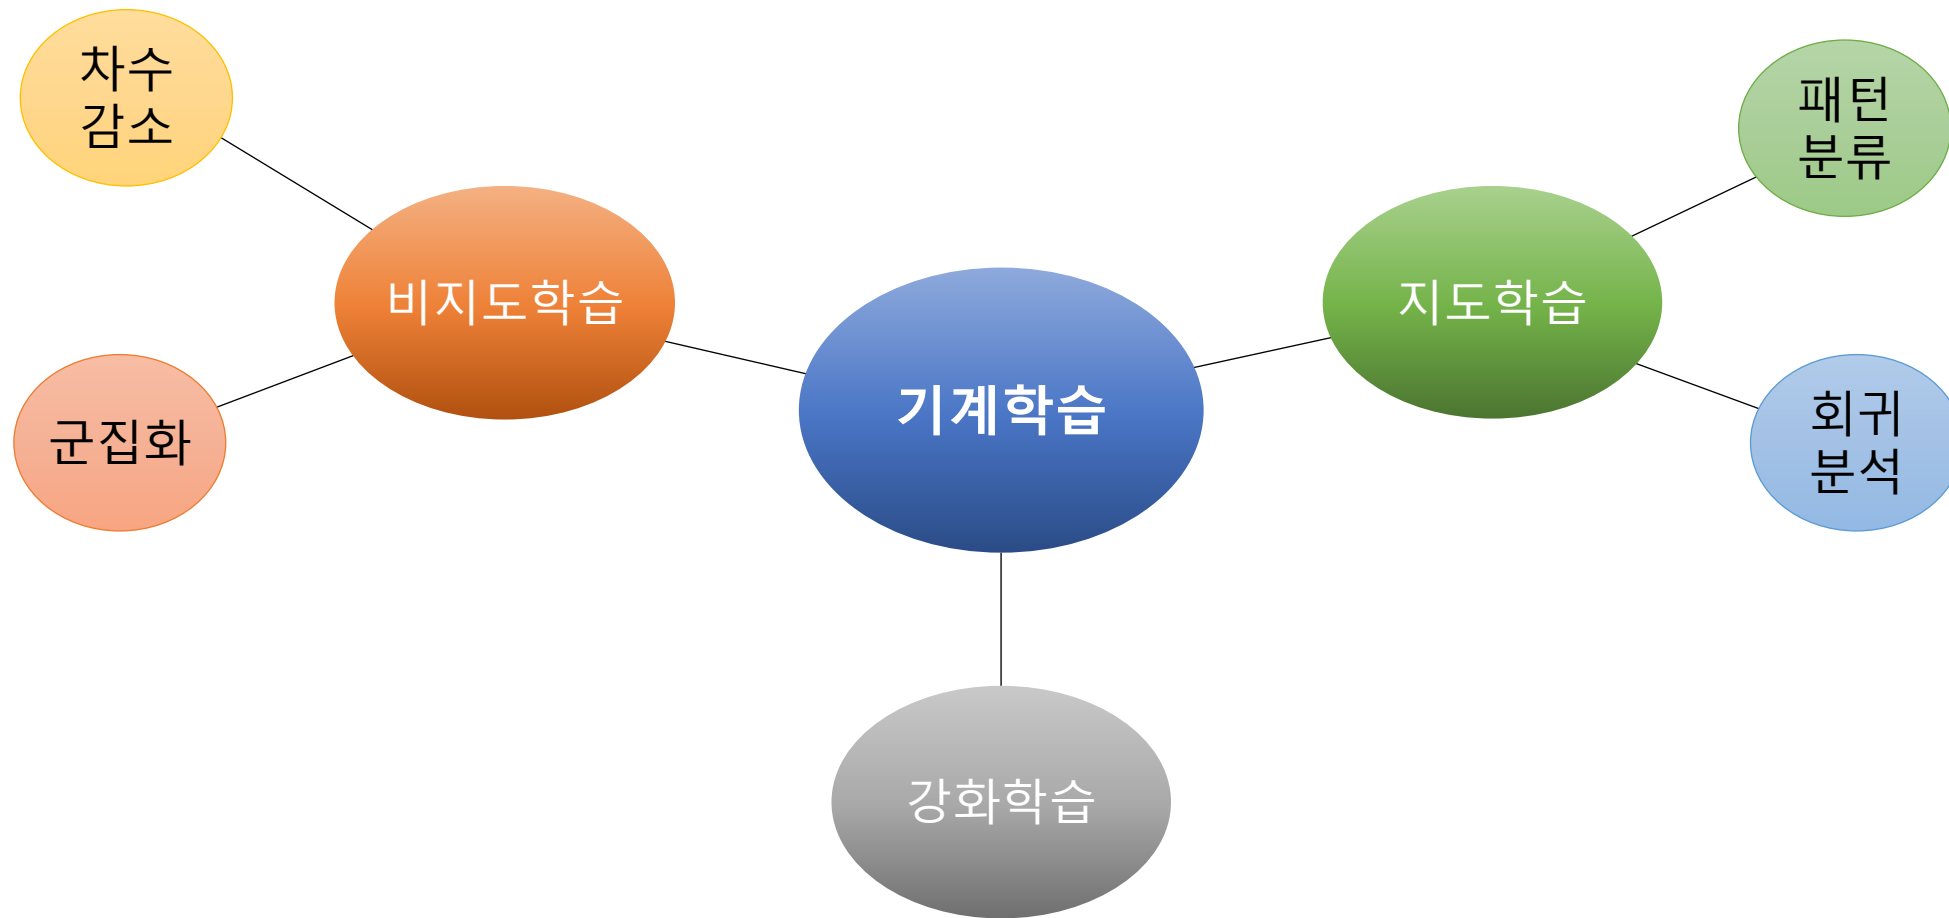 차수
감소
패턴
분류
비지도학습
지도학습
기계학습
군집화
회귀
분석
강화학습